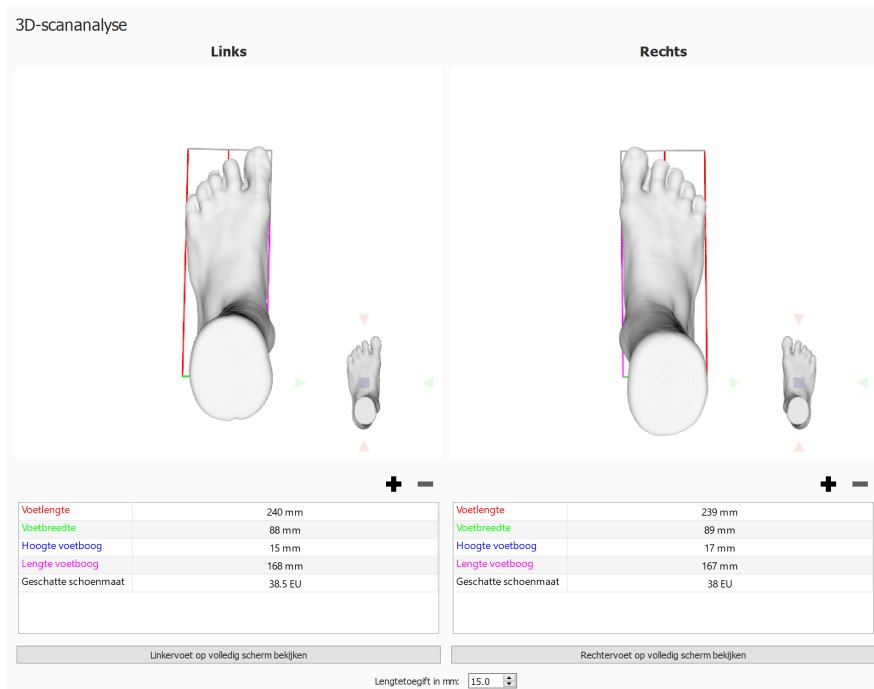 3D-scananalyse
Links
Rechts
Voetlengte 240 mm
Voetbreedte 88 mm
Hoogte voetboog 15 mm
Lengte voetboog 168 mm
Geschatte schoenmaat 38.5 EU
Voetlengte 239 mm
Voetbreedte 89 mm
Hoogte voetboog 17 mm
Lengte voetboog 167 mm
Geschatte schoenmaat 38 EU
Linkervoet op volledig scherm bekijken
Rechtervoet op volledig scherm bekijken
Lengtetoegift in mm: 15.0